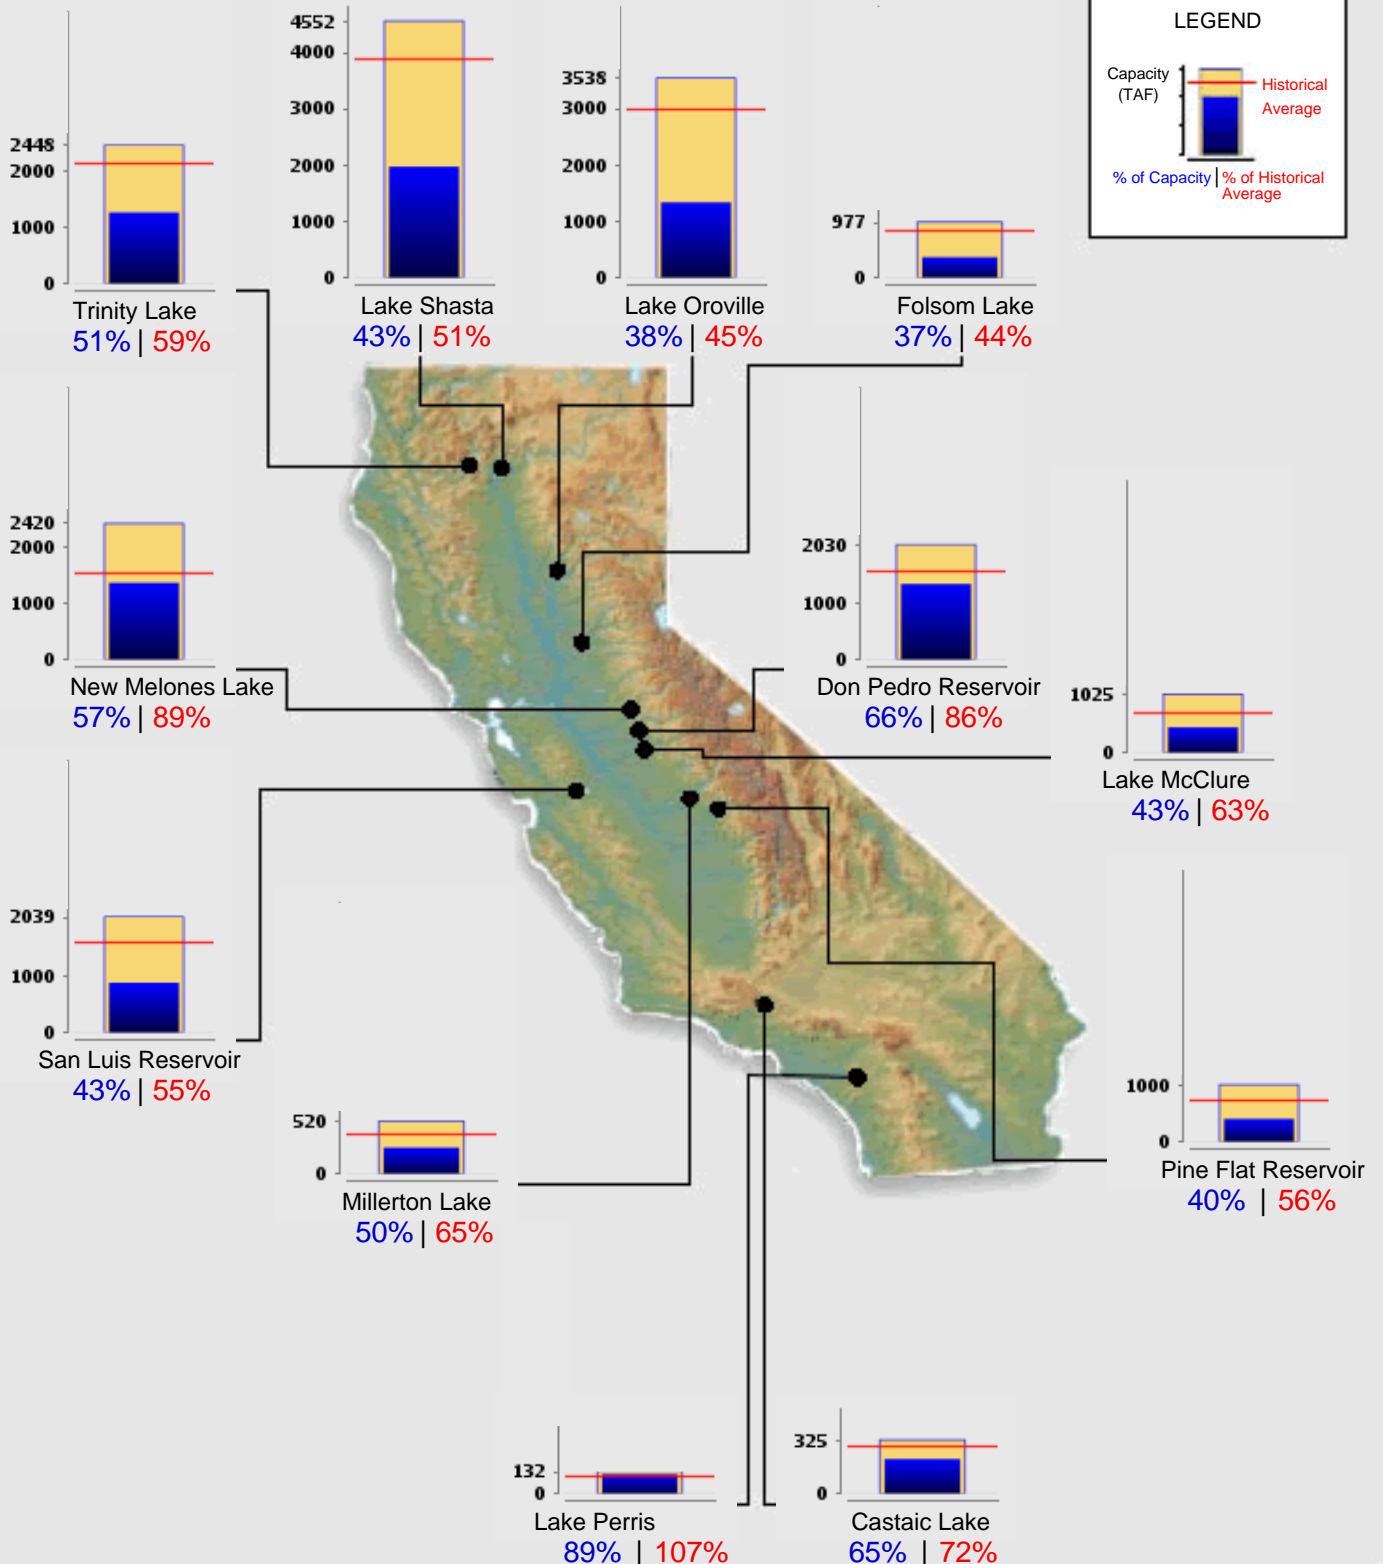 LEGEND
Capacity
(TAF)
Historical
Average
% of Capacity | % of Historical
Average
2448
2000
1000
0
Trinity Lake
51% | 59%
4552
4000
3000
2000
1000
0
Lake Shasta
43% | 51%
3538
3000
2000
1000
0
Lake Oroville
38% | 45%
977
0
Folsom Lake
37% | 44%
2420
2000
1000
0
New Melones Lake
57% | 89%
2030
1000
0
Don Pedro Reservoir
66% | 86%
1025
0
Lake McClure
43% | 63%
2039
1000
0
San Luis Reservoir
43% | 55%
520
0
Millerton Lake
50% | 65%
1000
0
Pine Flat Reservoir
40% | 56%
132
0
Lake Perris
89% | 107%
325
0
Castaic Lake
65% | 72%